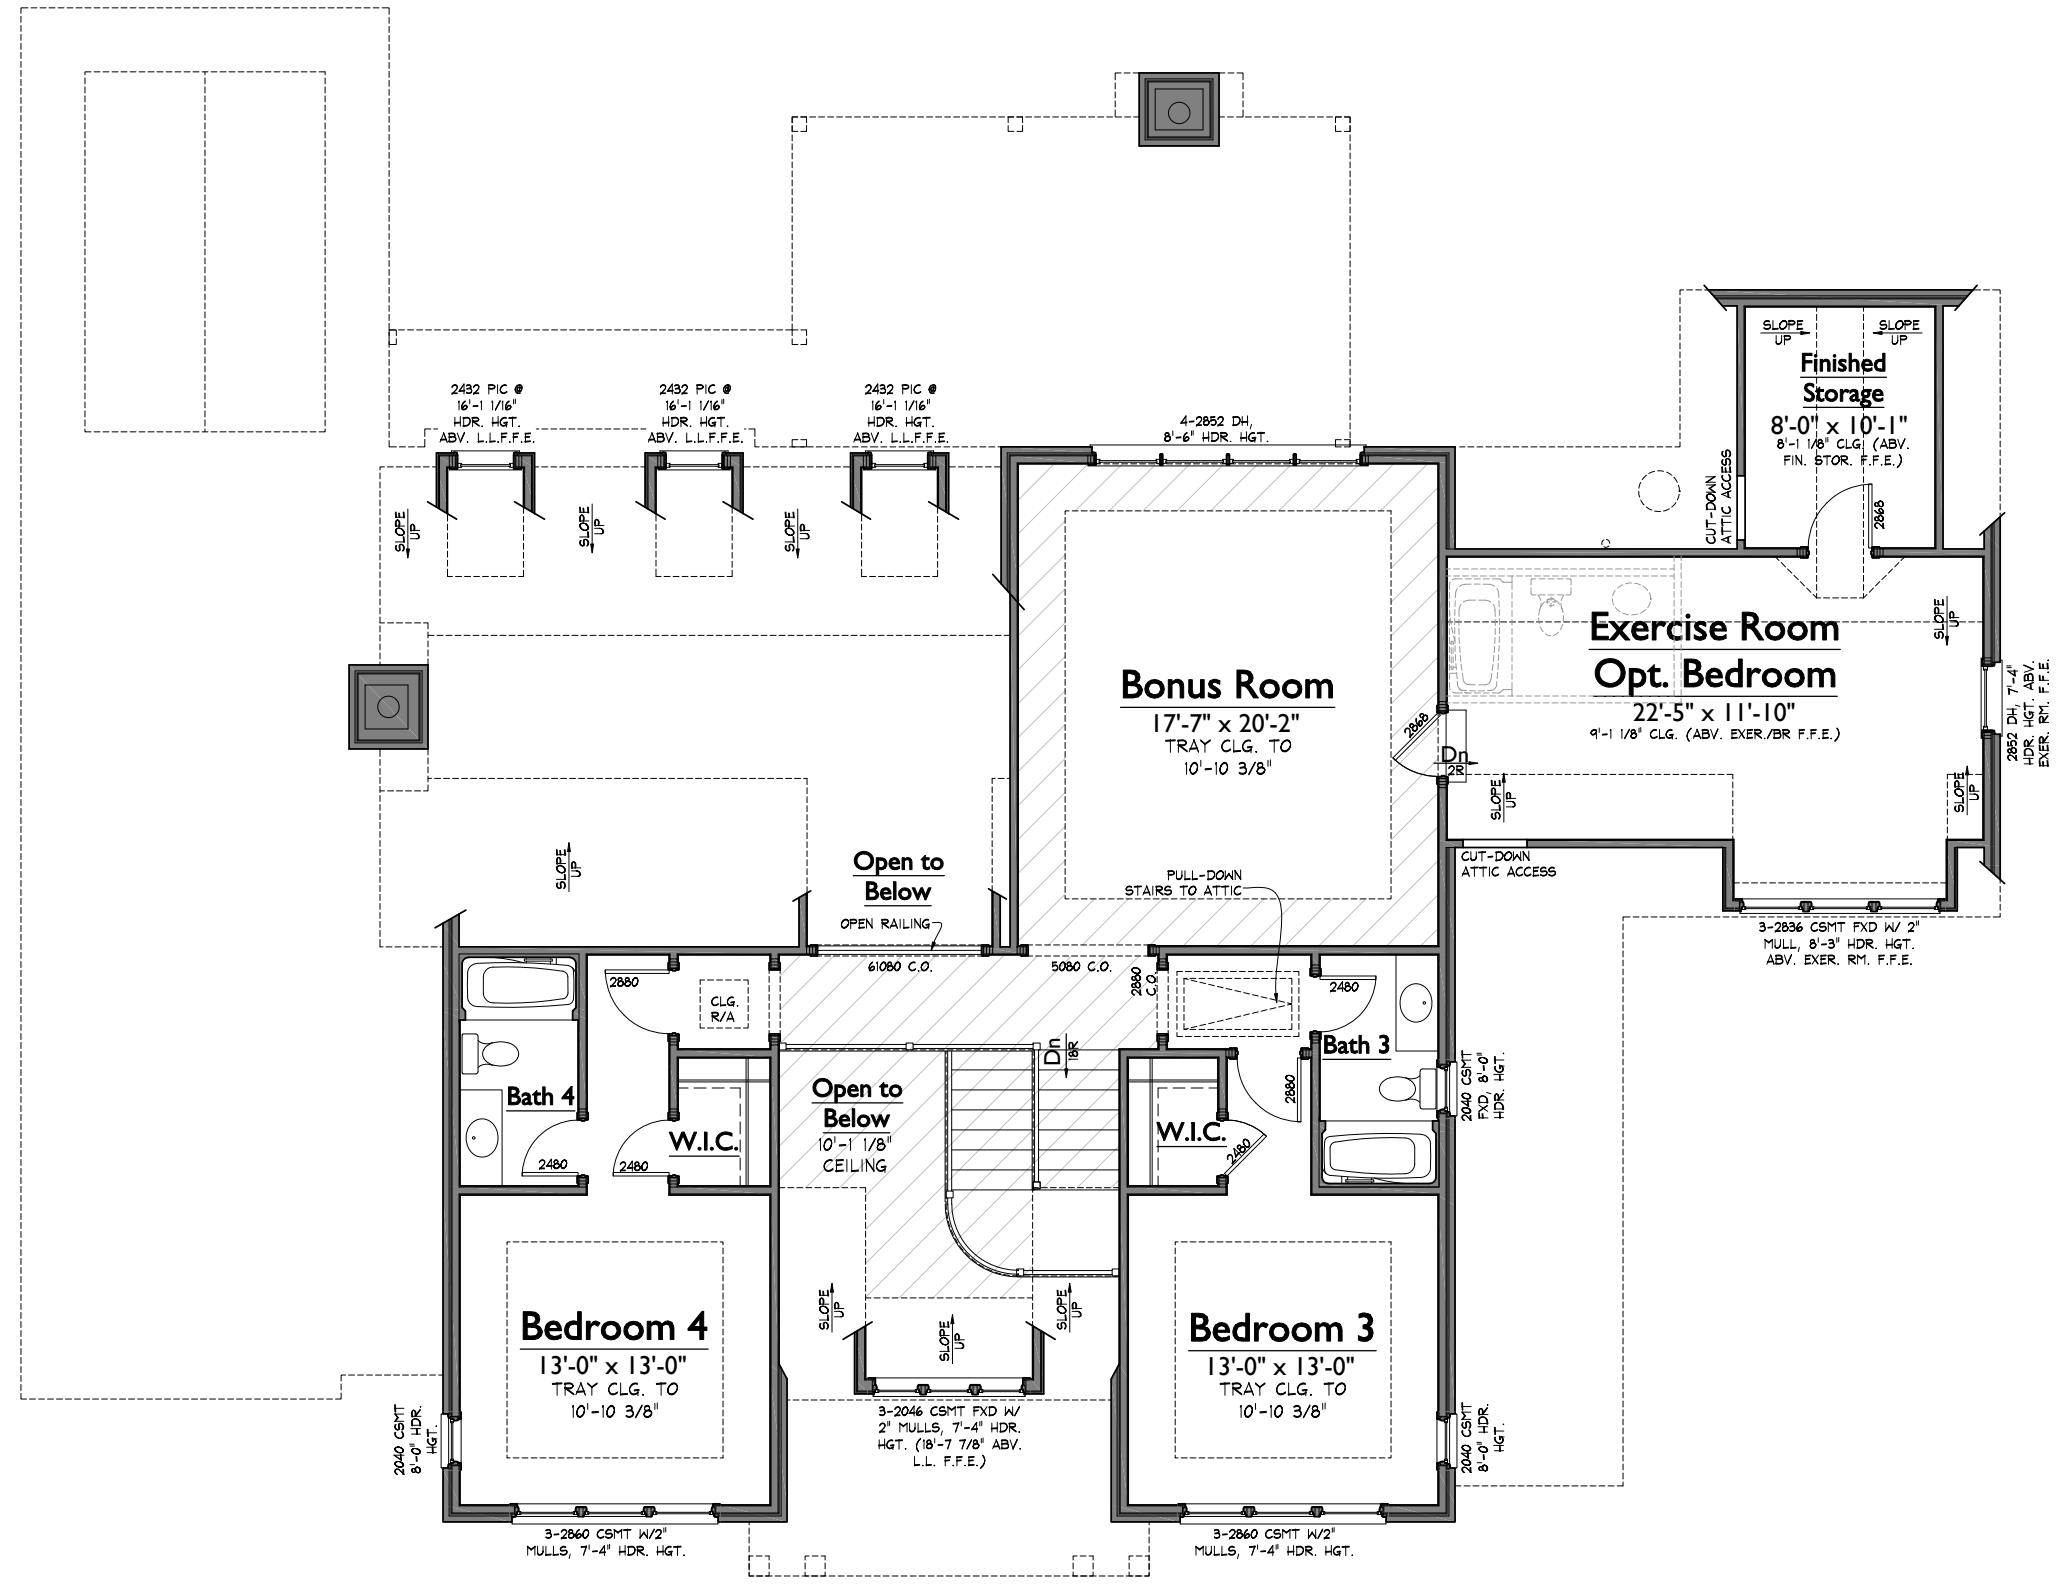 2432 PIC @
16'-1 1/16"
HDR. HGT.
ABV. L.L.F.F.E.
2432 PIC @
16'-1 1/16"
HDR. HGT.
ABV. L.L.F.F.E.
2432 PIC @
16'-1 1/16"
HDR. HGT.
ABV. L.L.F.F.E.
4-2852 DH,
8'-6" HDR. HGT.
SLOPE
UP
SLOPE
UP
Finished
Storage
8'-0" x 10'-1"
8'-1 1/8" CLG. (ABV.
FIN. STOR. F.F.E.)
CUT-DOWN
ATTIC ACCESS
2868
SLOPE
UP
SLOPE
UP
SLOPE
UP
SLOPE
UP
Exercise Room
Opt. Bedroom
22'-5" x 11'-10"
9'-1 1/8" CLG. (ABV. EXER./BR F.F.E.)
2852 DH, 7'-4"
HDR. HGT. ABV.
EXER. RM. F.F.E.
Bonus Room
17'-7" x 20'-2"
TRAY CLG. TO
10'-10 3/8"
2868
Dn
2R
SLOPE
UP
SLOPE
UP
SLOPE
UP
Open to
Below
OPEN RAILING
PULL-DOWN
STAIRS TO ATTIC
CUT-DOWN
ATTIC ACCESS
3-2836 CSMT FXD W/ 2"
MULL, 8'-3" HDR. HGT.
ABV. EXER. RM. F.F.E.
61080 C.O.
5080 C.O.
2880
C.O.
2880
CLG.
R/A
2480
Dn
18R
Bath 3
Bath 4
Open to
Below
10'-1 1/8"
CEILING
2880
2040 CSMT
FXD, 8'-0"
HDR. HGT.
W.I.C.
W.I.C.
2480
2480
2480
SLOPE
UP
SLOPE
UP
SLOPE
UP
Bedroom 4
13'-0" x 13'-0"
TRAY CLG. TO
10'-10 3/8"
Bedroom 3
13'-0" x 13'-0"
TRAY CLG. TO
10'-10 3/8"
2040 CSMT
8'-0" HDR.
HGT.
3-2046 CSMT FXD W/
2" MULLS, 7'-4" HDR.
HGT. (18'-7 7/8" ABV.
L.L. F.F.E.)
2040 CSMT
8'-0" HDR.
HGT.
3-2860 CSMT W/2"
MULLS, 7'-4" HDR. HGT.
3-2860 CSMT W/2"
MULLS, 7'-4" HDR. HGT.